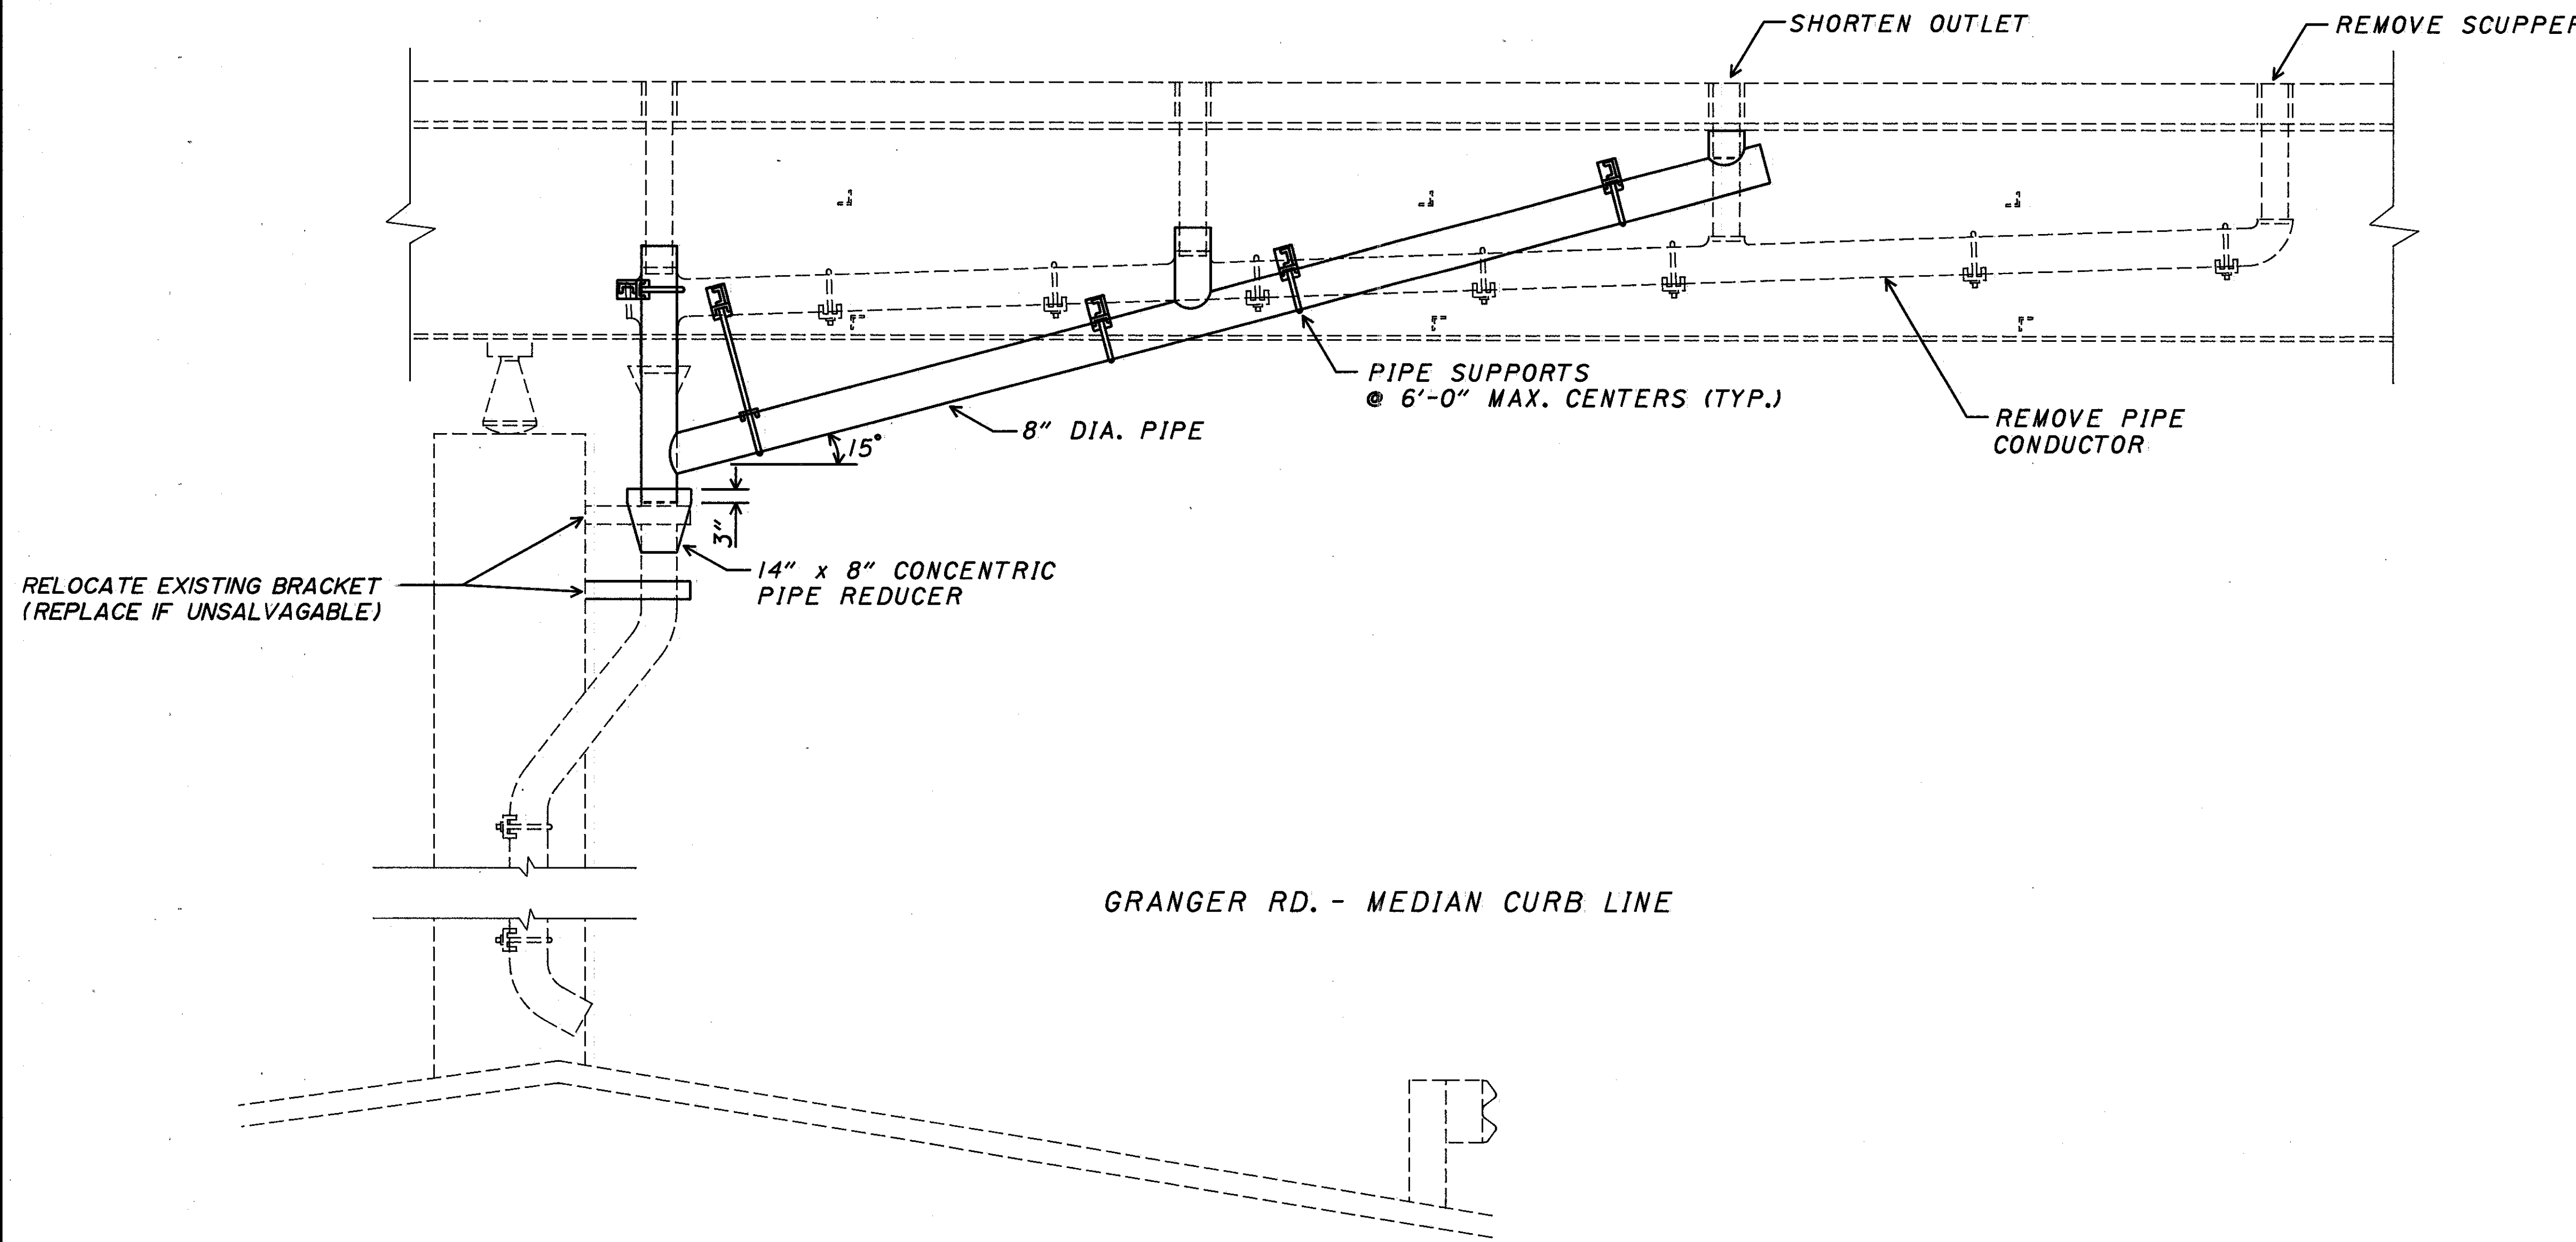 SHORTEN OUTLET
REMOVE SCUPPER
PIPE SUPPORTS
@ 6'-0" MAX. CENTERS (TYP.)
8" DIA. PIPE
15°
REMOVE PIPE
CONDUCTOR
3"
14" x 8" CONCENTRIC
PIPE REDUCER
RELOCATE EXISTING BRACKET
(REPLACE IF UNSALVAGABLE)
GRANGER RD. - MEDIAN CURB LINE